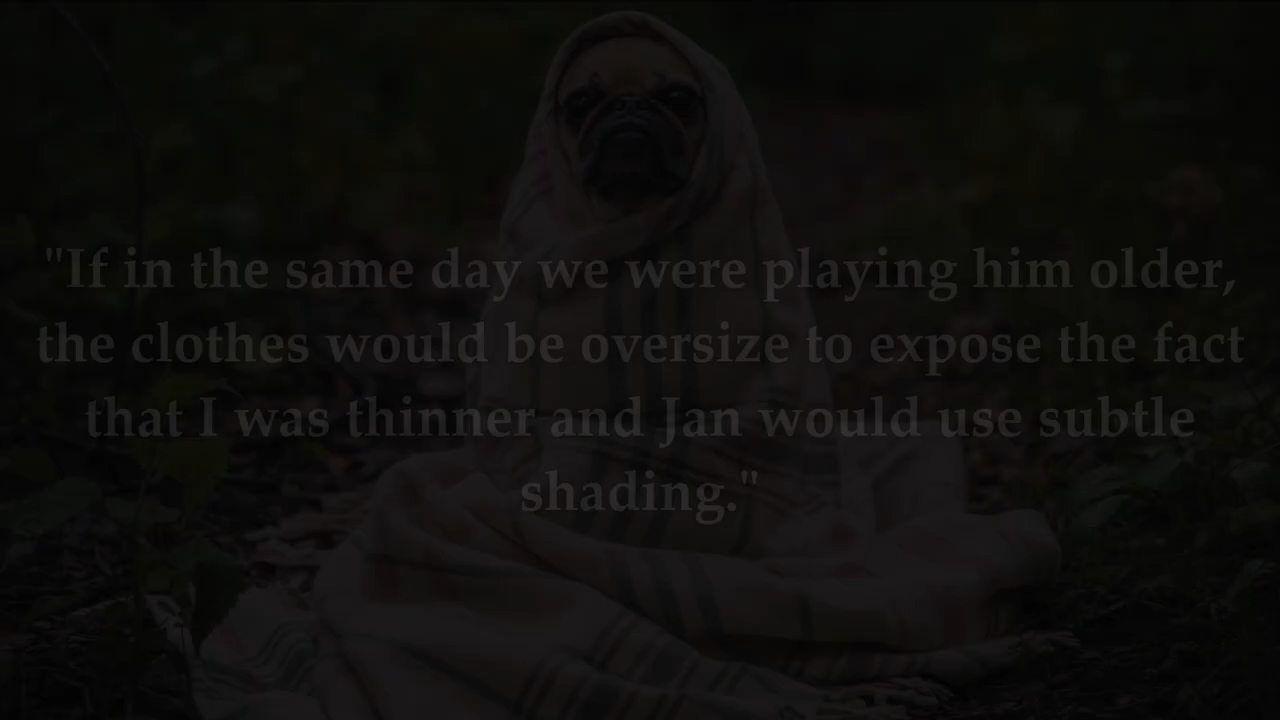 "If in the same day we were playing him older,
the clothes would be oversize to expose the fact
that I was thinner and Jan would use subtle
shading."